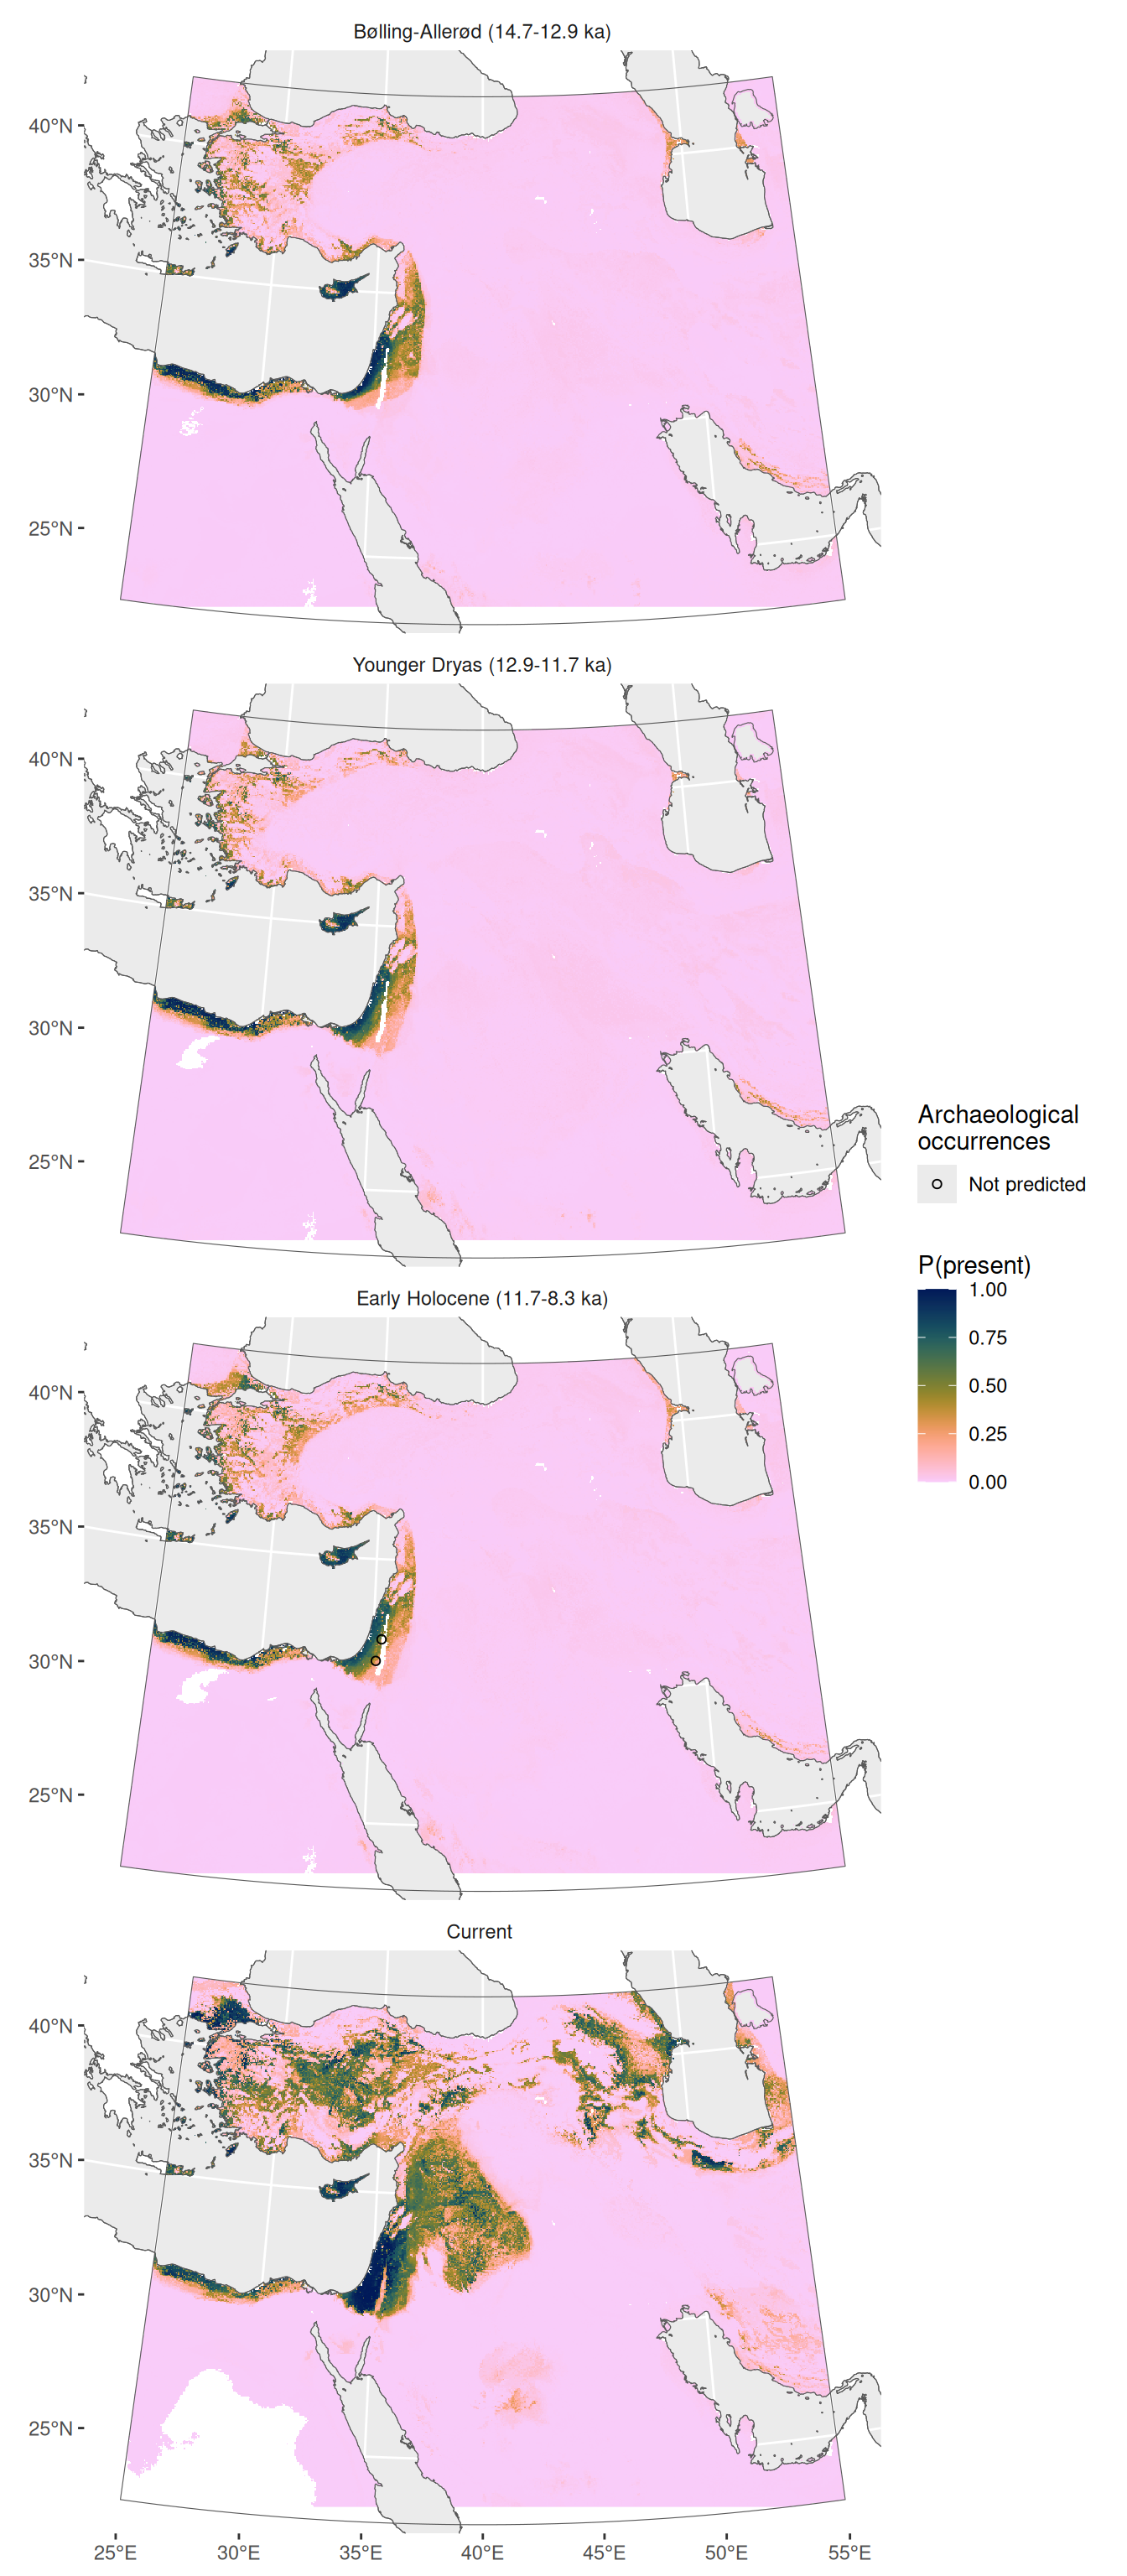 Bølling-Allerød (14.7-12.9 ka)
40°N
35°N
30°N
25°N
Younger Dryas (12.9-11.7 ka)
40°N
35°N
30°N
25°N
Archaeological
occurrences
Not predicted
P(present)
1.00
0.75
0.50
0.25
0.00
Early Holocene (11.7-8.3 ka)
40°N
35°N
30°N
25°N
Current
40°N
35°N
30°N
25°N
25°E 30°E 35°E 40°E 45°E 50°E 55°E